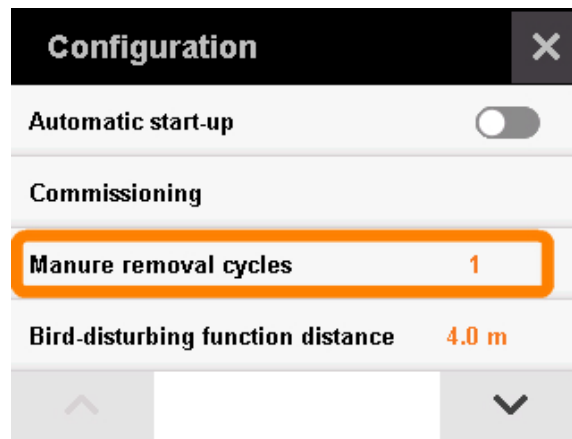 Configuration
Automatic start-up
Commissioning
Manure removal cycles 1
Bird-disturbing function distance 4.0 m